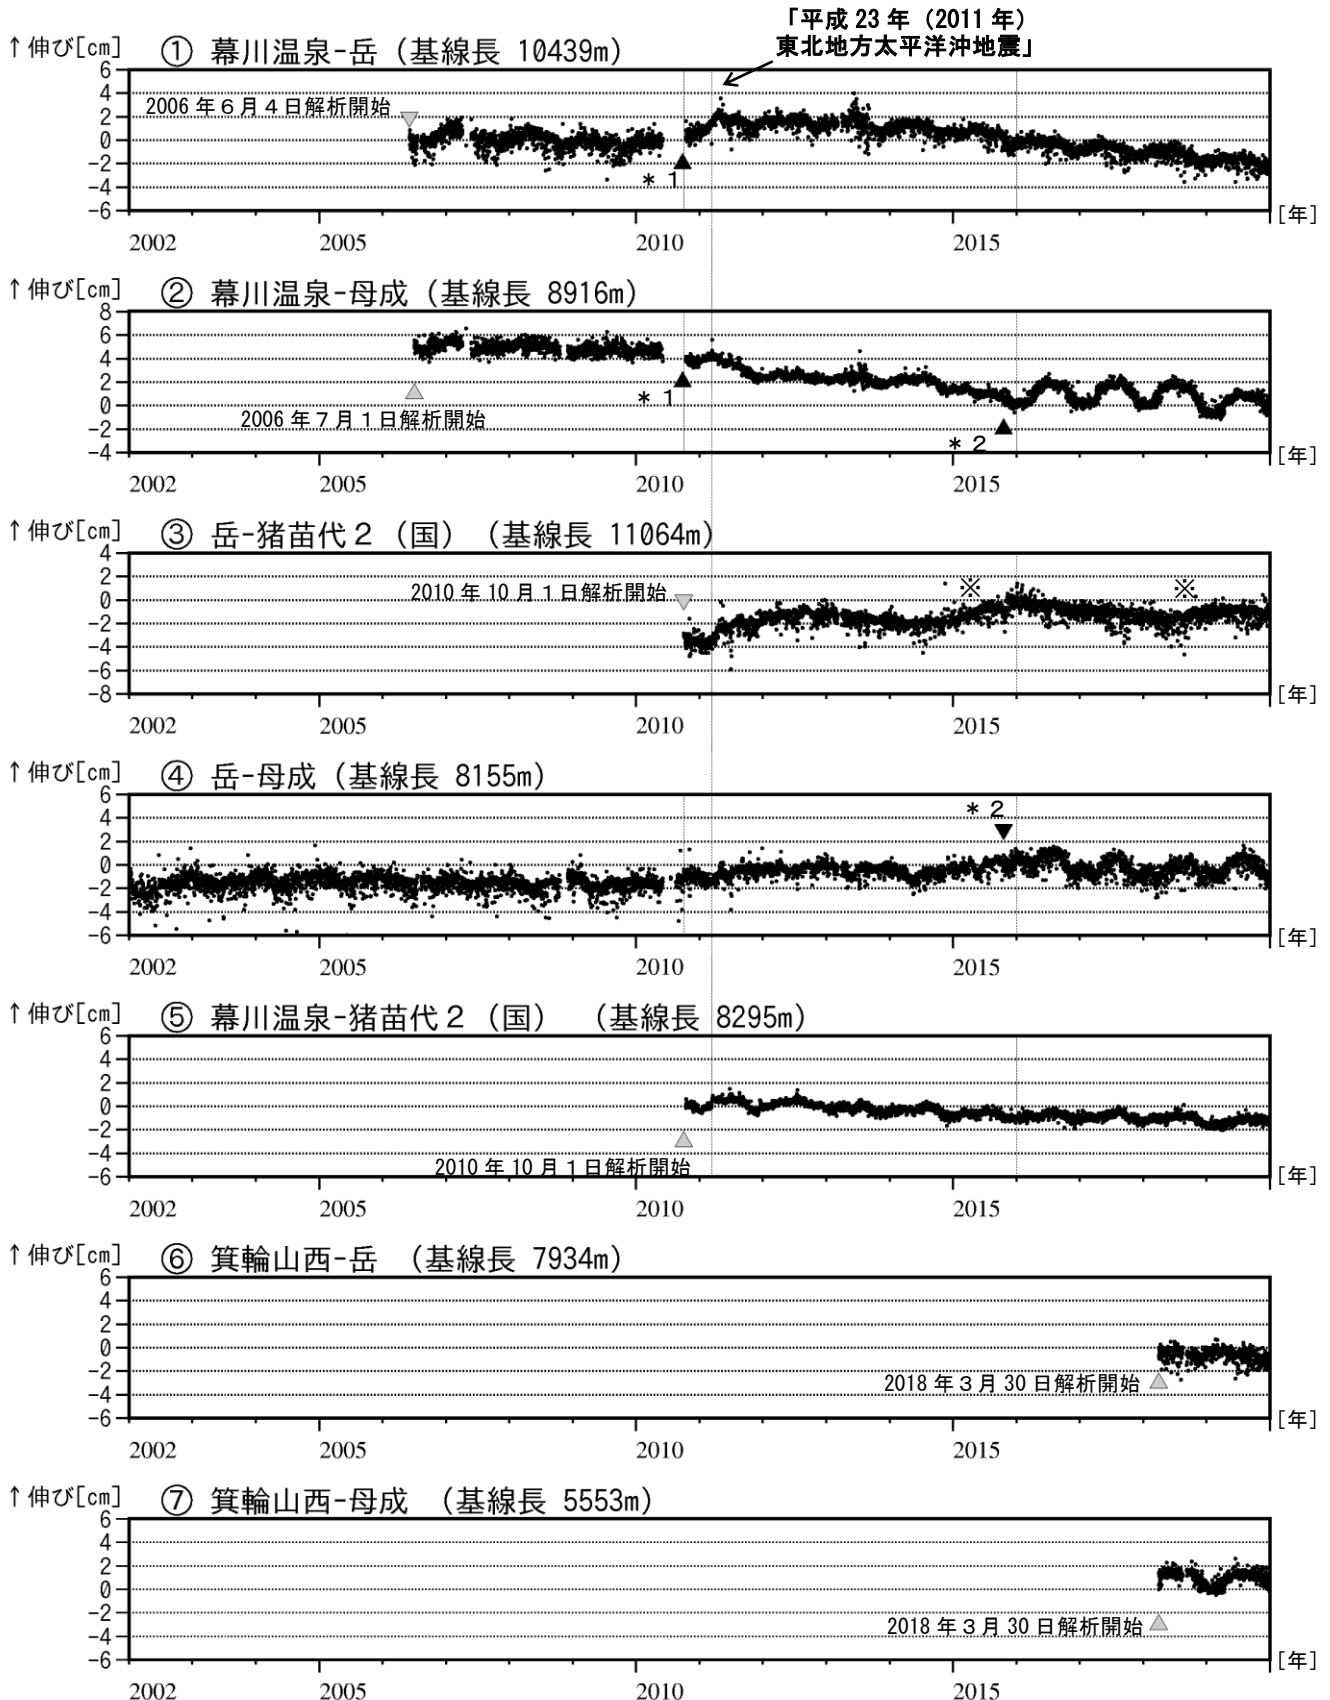 「平成 23 年（2011 年）
東北地方太平洋沖地震」
↑伸び[cm] ① 幕川温泉-岳（基線長 10439m）
6
4
2
0
-2
-4
-6
2006 年６月４日解析開始
＊１
[年]
2002 2005 2010 2015
↑伸び[cm] ② 幕川温泉-母成（基線長 8916m）
8
6
4
2
0
-2
-4
＊１
2006 年７月１日解析開始
＊２
[年]
2002 2005 2010 2015
↑伸び[cm] ③ 岳-猪苗代２（国）（基線長 11064m）
4
2
0
-2
-4
-6
-8
2010 年 10 月１日解析開始
※ ※
[年]
2002 2005 2010 2015
↑伸び[cm] ④ 岳-母成（基線長 8155m）
6
4
2
0
-2
-4
-6
＊２
[年]
2002 2005 2010 2015
↑伸び[cm] ⑤ 幕川温泉-猪苗代２（国）　（基線長 8295m）
6
4
2
0
-2
-4
-6
2010 年 10 月１日解析開始
[年]
2002 2005 2010 2015
↑伸び[cm] ⑥ 箕輪山西-岳　（基線長 7934m）
6
4
2
0
-2
-4
-6
2018 年３月 30 日解析開始
[年]
2002 2005 2010 2015
↑伸び[cm] ⑦ 箕輪山西-母成　（基線長 5553m）
6
4
2
0
-2
-4
-6
2018 年３月 30 日解析開始
[年]
2002 2005 2010 2015